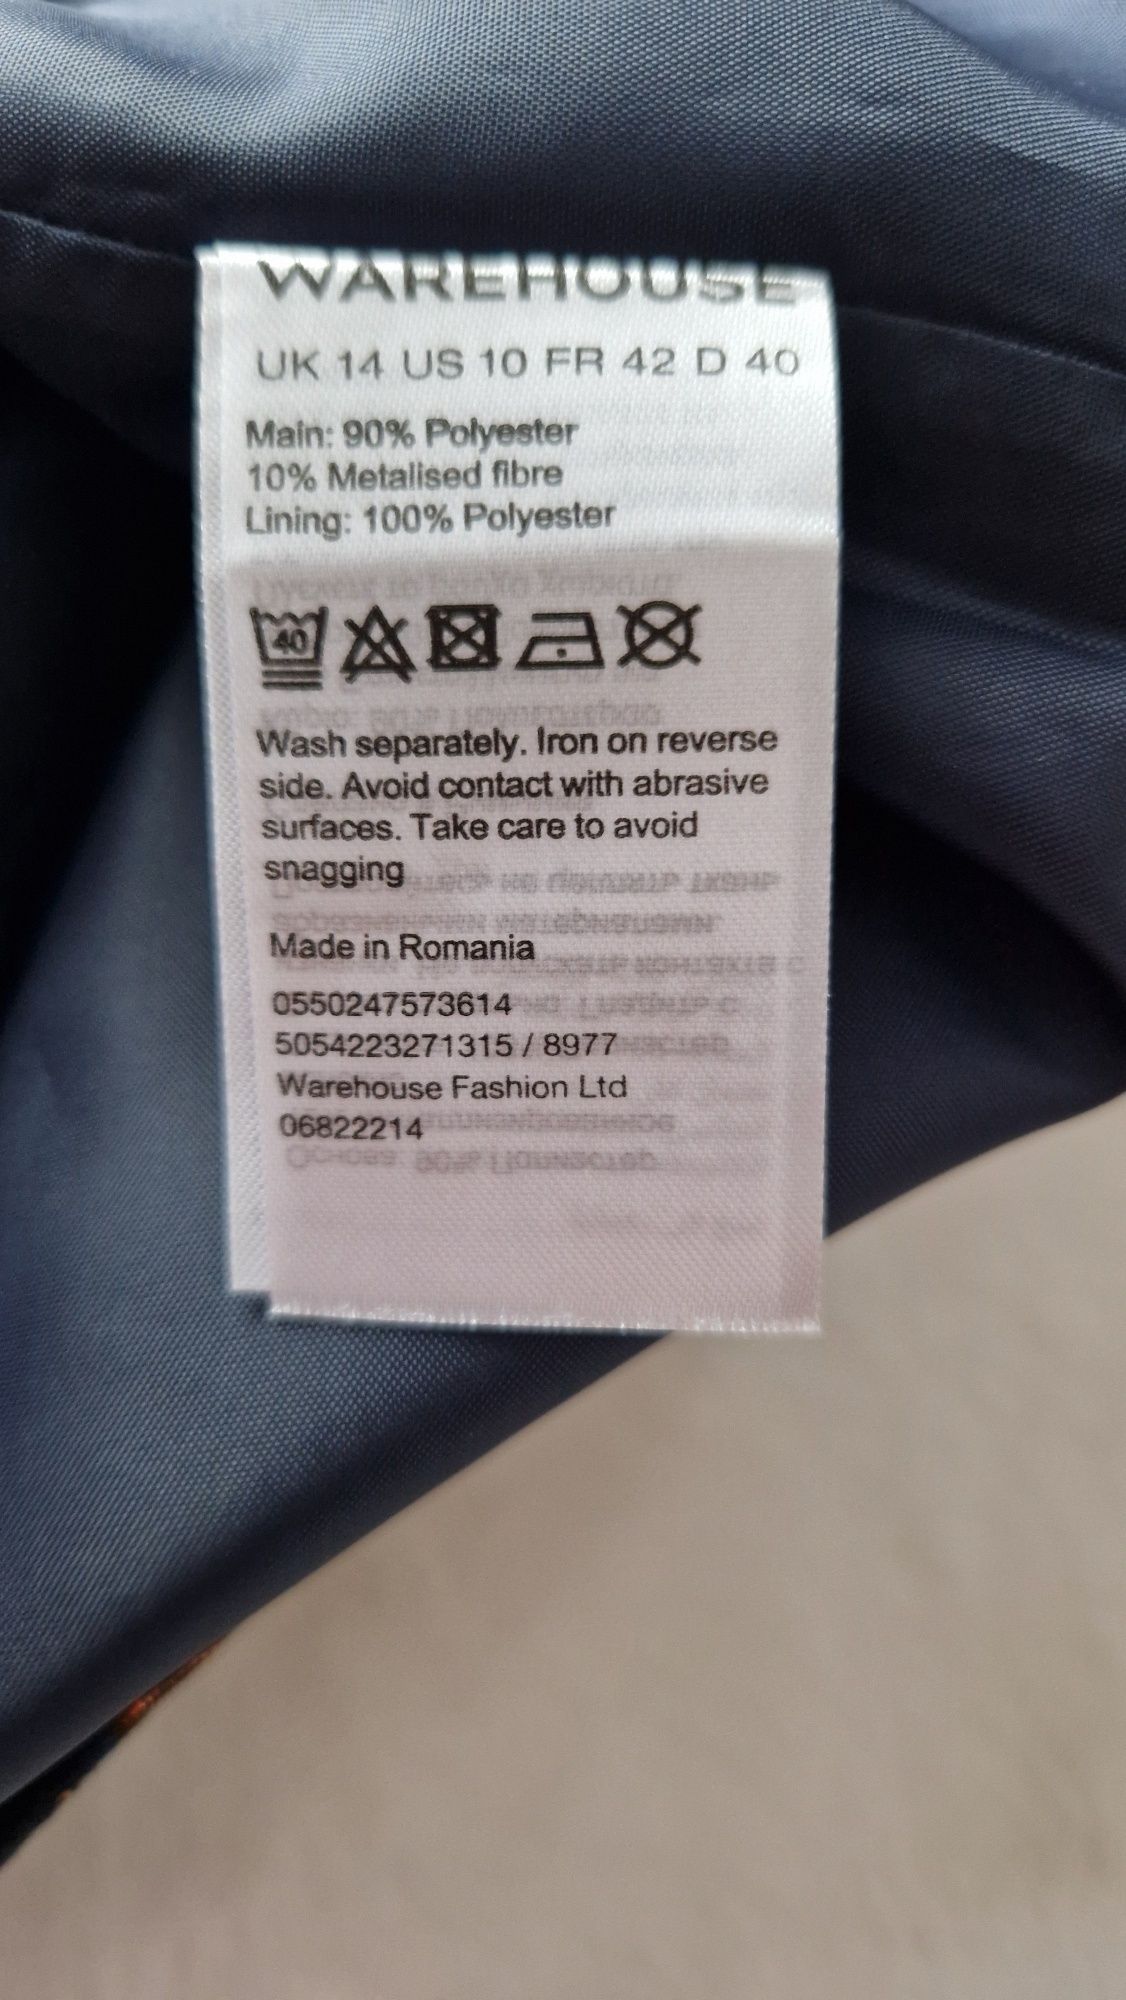 WAREHOUSE
UK 14 US 10 FR 42 D 40
Main: 90% Polyester
10% Metalised fibre
Lining: 100% Polyester
40
Wash separately. Iron on reverse
side. Avoid contact with abrasive
surfaces. Take care to avoid
snagging
Made in Romania
0550247573614
5054223271315 / 8977
Warehouse Fashion Ltd
06822214